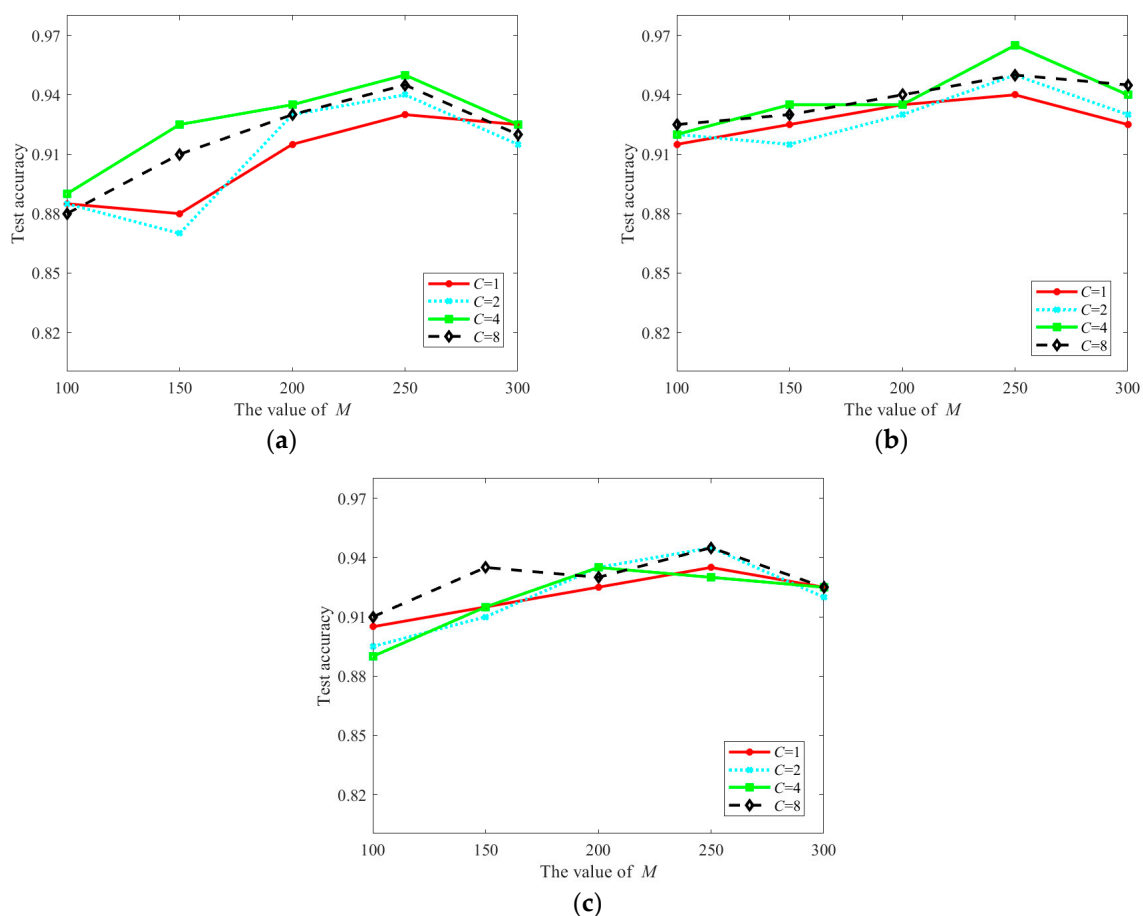 0.97
0.94
0.91
0.88
0.85
0.82
Test accuracy
C=1
C=2
C=4
C=8
100
150
200
250
300
The value of M
(a)
0.97
0.94
0.91
0.88
0.85
0.82
Test accuracy
C=1
C=2
C=4
C=8
100
150
200
250
300
The value of M
(b)
0.97
0.94
0.91
0.88
0.85
0.82
Test accuracy
C=1
C=2
C=4
C=8
100
150
200
250
300
The value of M
(c)